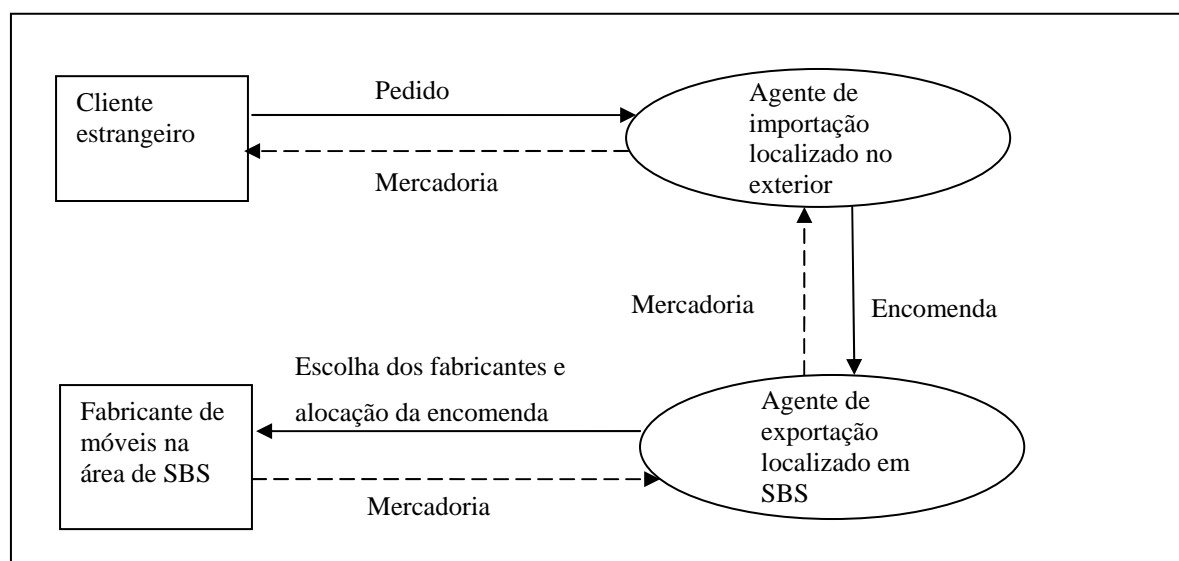 Cliente
estrangeiro
Pedido
Mercadoria
Agente de
importação
localizado no
exterior
Mercadoria
Encomenda
Escolha dos fabricantes e
alocação da encomenda
Fabricante de
móveis na
área de SBS
Mercadoria
Agente de
exportação
localizado em
SBS